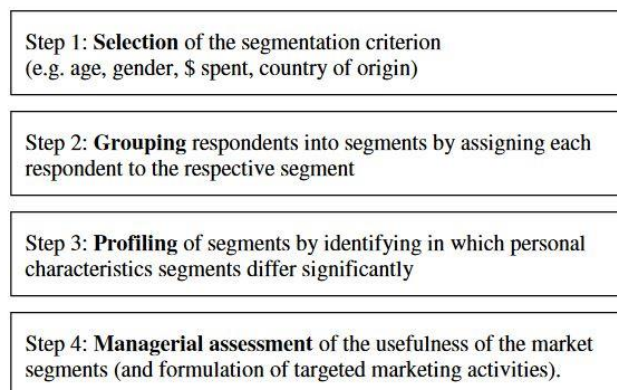 Step 1: Selection of the segmentation criterion
(e.g. age, gender, $ spent, country of origin)
Step 2: Grouping respondents into segments by assigning each
respondent to the respective segment
Step 3: Profiling of segments by identifying in which personal
characteristics segments differ significantly
Step 4: Managerial assessment of the usefulness of the market
segments (and formulation of targeted marketing activities).